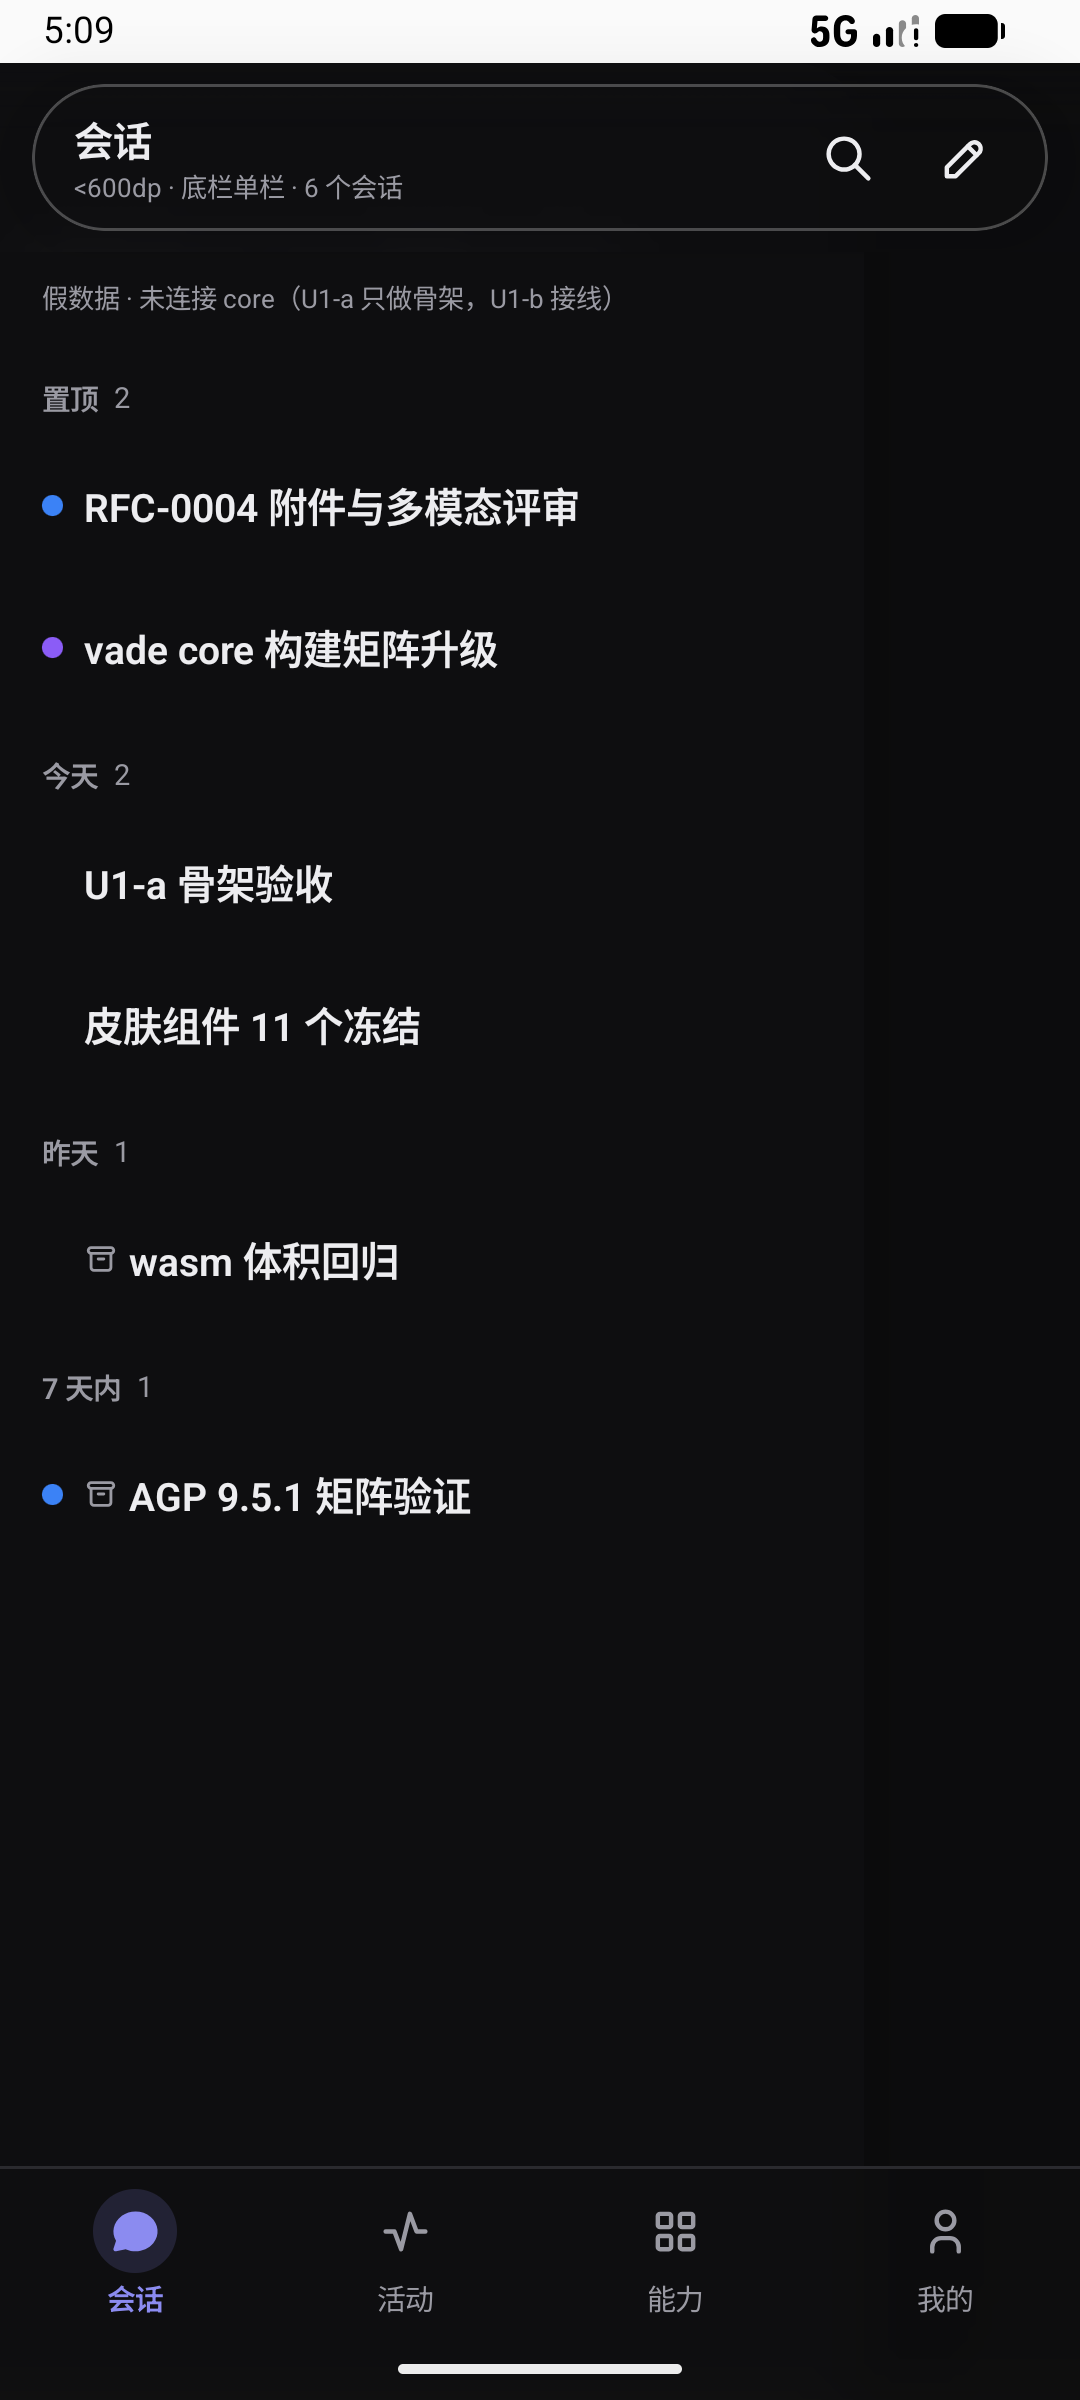 5:09
5G
会话
<600dp · 底栏单栏 · 6 个会话
假数据 · 未连接 core（U1-a 只做骨架，U1-b 接线）
置顶 2
RFC-0004 附件与多模态评审
vade core 构建矩阵升级
今天 2
U1-a 骨架验收
皮肤组件 11 个冻结
昨天 1
wasm 体积回归
7 天内 1
AGP 9.5.1 矩阵验证
会话
活动
能力
我的